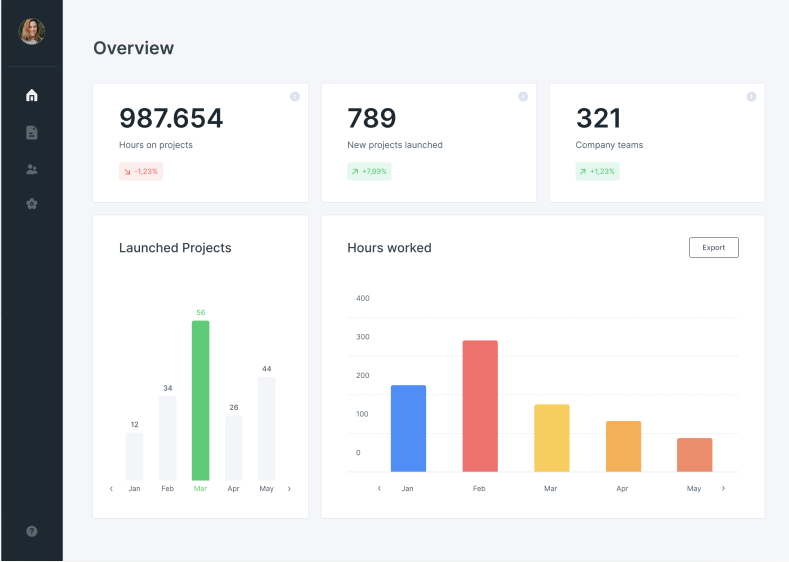 Overview
987.654
Hours on projects
-1,23%
789
New projects launched
+7,89%
321
Company teams
+1,23%
Launched Projects
56
44
34
26
12
Jan Feb Mar Apr May
Hours worked
Export
400
300
200
100
0
Jan Feb Mar Apr May